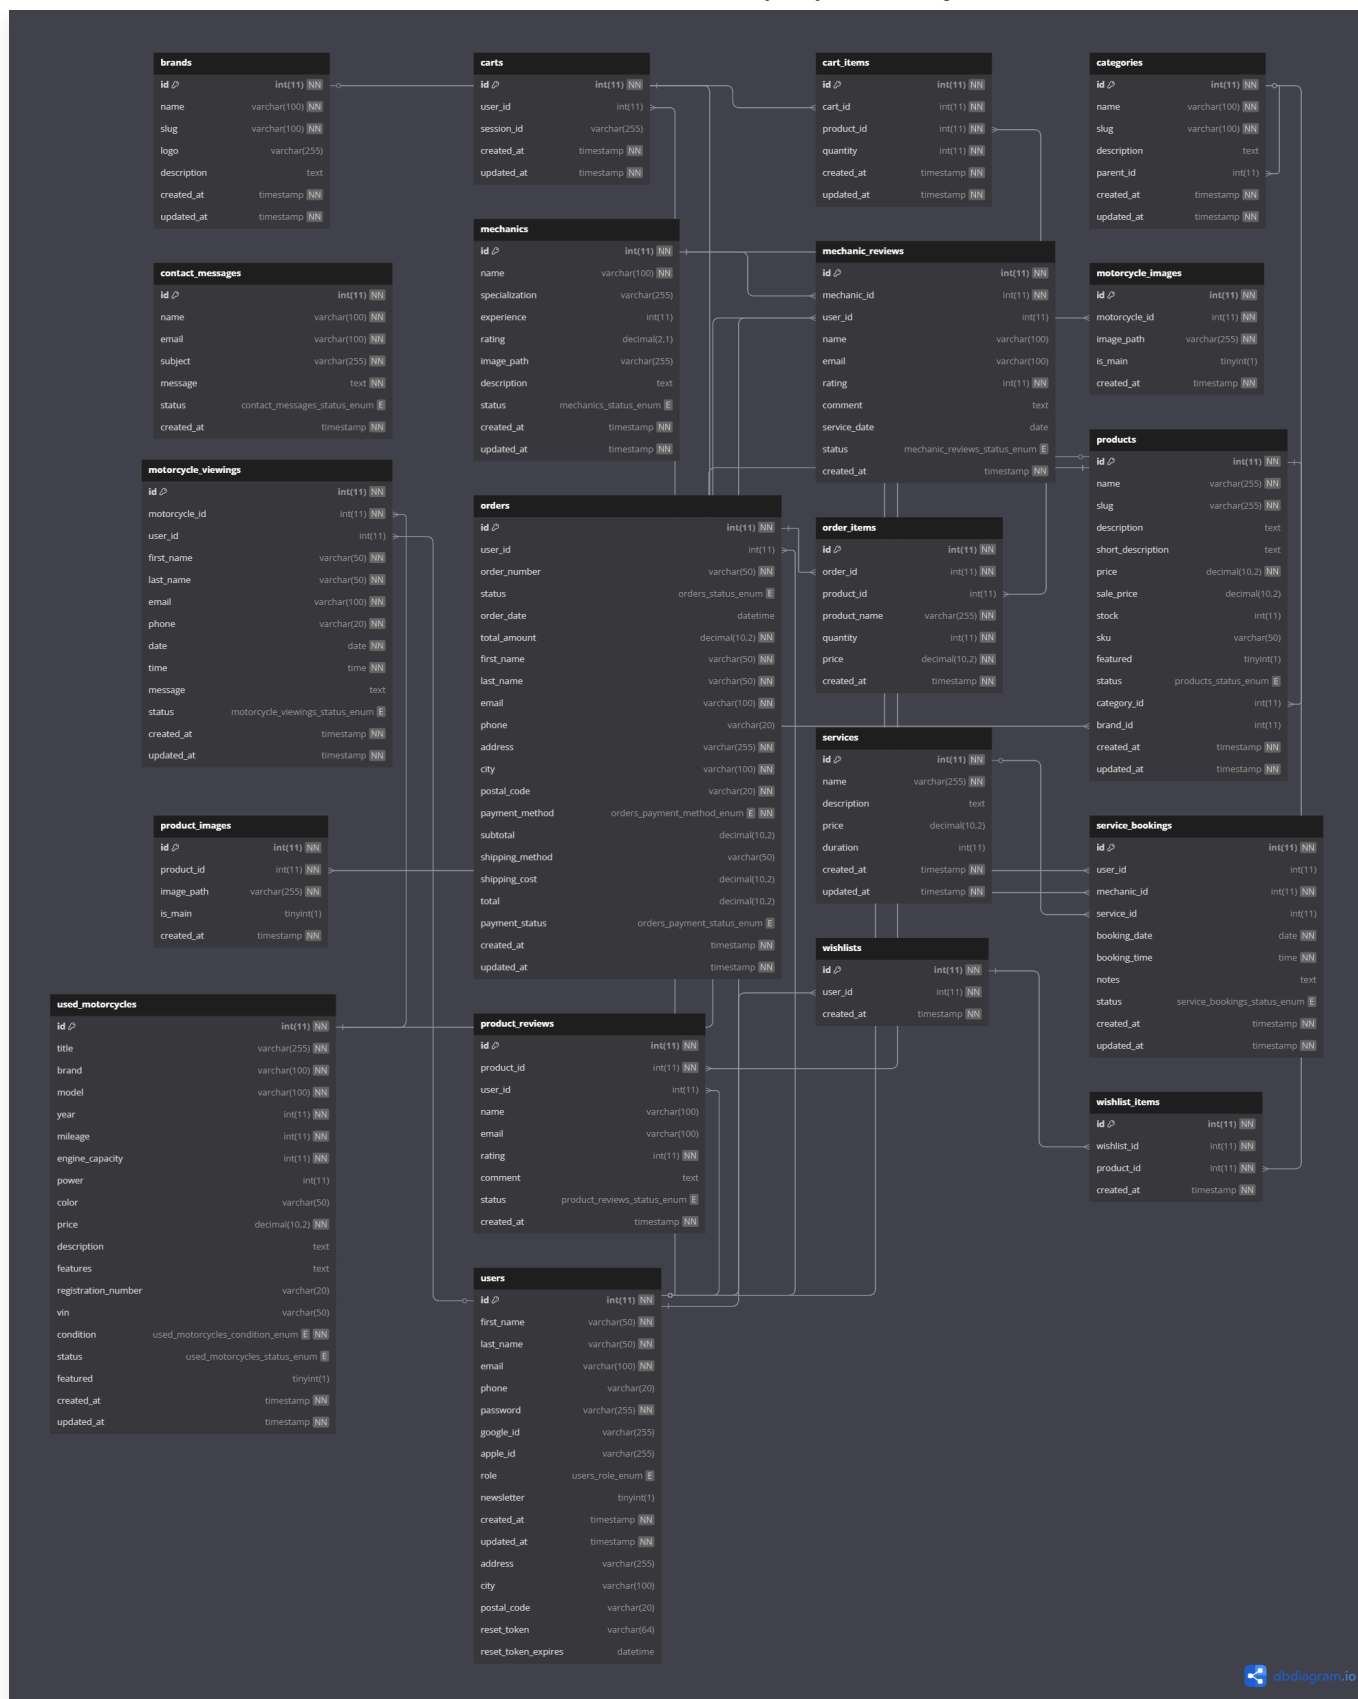 brands
id int(11) NN
name varchar(100) NN
slug varchar(100) NN
logo varchar(255)
description text
created_at timestamp NN
updated_at timestamp NN
carts
id int(11) NN
user_id int(11)
session_id varchar(255)
created_at timestamp NN
updated_at timestamp NN
cart_items
id int(11) NN
cart_id int(11) NN
product_id int(11) NN
quantity int(11) NN
created_at timestamp NN
updated_at timestamp NN
categories
id int(11) NN
name varchar(100) NN
slug varchar(100) NN
description text
parent_id int(11)
created_at timestamp NN
updated_at timestamp NN
contact_messages
id int(11) NN
name varchar(100) NN
email varchar(100) NN
subject varchar(255) NN
message text NN
status contact_messages_status_enum E
created_at timestamp NN
mechanics
id int(11) NN
name varchar(100) NN
specialization varchar(255)
experience int(11)
rating decimal(2,1)
image_path varchar(255)
description text
status mechanics_status_enum E
created_at timestamp NN
updated_at timestamp NN
mechanic_reviews
id int(11) NN
mechanic_id int(11) NN
user_id int(11)
name varchar(100)
email varchar(100)
rating int(11) NN
comment text
service_date date
status mechanic_reviews_status_enum E
created_at timestamp NN
motorcycle_images
id int(11) NN
motorcycle_id int(11) NN
image_path varchar(255) NN
is_main tinyint(1)
created_at timestamp NN
motorcycle_viewings
id int(11) NN
motorcycle_id int(11) NN
user_id int(11)
first_name varchar(50) NN
last_name varchar(50) NN
email varchar(100) NN
phone varchar(20) NN
date date NN
time time NN
message text
status motorcycle_viewings_status_enum E
created_at timestamp NN
updated_at timestamp NN
orders
id int(11) NN
user_id int(11)
order_number varchar(50) NN
status orders_status_enum E
order_date datetime
total_amount decimal(10,2) NN
first_name varchar(50) NN
last_name varchar(50) NN
email varchar(100) NN
phone varchar(20)
address varchar(255) NN
city varchar(100) NN
postal_code varchar(20) NN
payment_method orders_payment_method_enum E NN
subtotal decimal(10,2)
shipping_method varchar(50)
shipping_cost decimal(10,2)
total decimal(10,2)
payment_status orders_payment_status_enum E
created_at timestamp NN
updated_at timestamp NN
order_items
id int(11) NN
order_id int(11) NN
product_id int(11)
product_name varchar(255) NN
quantity int(11) NN
price decimal(10,2) NN
created_at timestamp NN
products
id int(11) NN
name varchar(255) NN
slug varchar(255) NN
description text
short_description text
price decimal(10,2) NN
sale_price decimal(10,2)
stock int(11)
sku varchar(50)
featured tinyint(1)
status products_status_enum E
category_id int(11)
brand_id int(11)
created_at timestamp NN
updated_at timestamp NN
product_images
id int(11) NN
product_id int(11) NN
image_path varchar(255) NN
is_main tinyint(1)
created_at timestamp NN
services
id int(11) NN
name varchar(255) NN
description text
price decimal(10,2)
duration int(11)
created_at timestamp NN
updated_at timestamp NN
service_bookings
id int(11) NN
user_id int(11)
mechanic_id int(11) NN
service_id int(11)
booking_date date NN
booking_time time NN
notes text
status service_bookings_status_enum E
created_at timestamp NN
updated_at timestamp NN
wishlists
id int(11) NN
user_id int(11) NN
created_at timestamp NN
used_motorcycles
id int(11) NN
title varchar(255) NN
brand varchar(100) NN
model varchar(100) NN
year int(11) NN
mileage int(11) NN
engine_capacity int(11) NN
power int(11)
color varchar(50)
price decimal(10,2) NN
description text
features text
registration_number varchar(20)
vin varchar(50)
condition used_motorcycles_condition_enum E NN
status used_motorcycles_status_enum E
featured tinyint(1)
created_at timestamp NN
updated_at timestamp NN
product_reviews
id int(11) NN
product_id int(11) NN
user_id int(11)
name varchar(100)
email varchar(100)
rating int(11) NN
comment text
status product_reviews_status_enum E
created_at timestamp NN
wishlist_items
id int(11) NN
wishlist_id int(11) NN
product_id int(11) NN
created_at timestamp NN
users
id int(11) NN
first_name varchar(50) NN
last_name varchar(50) NN
email varchar(100) NN
phone varchar(20)
password varchar(255) NN
google_id varchar(255)
apple_id varchar(255)
role users_role_enum E
newsletter tinyint(1)
created_at timestamp NN
updated_at timestamp NN
address varchar(255)
city varchar(100)
postal_code varchar(20)
reset_token varchar(64)
reset_token_expires datetime
dbdiagram.io